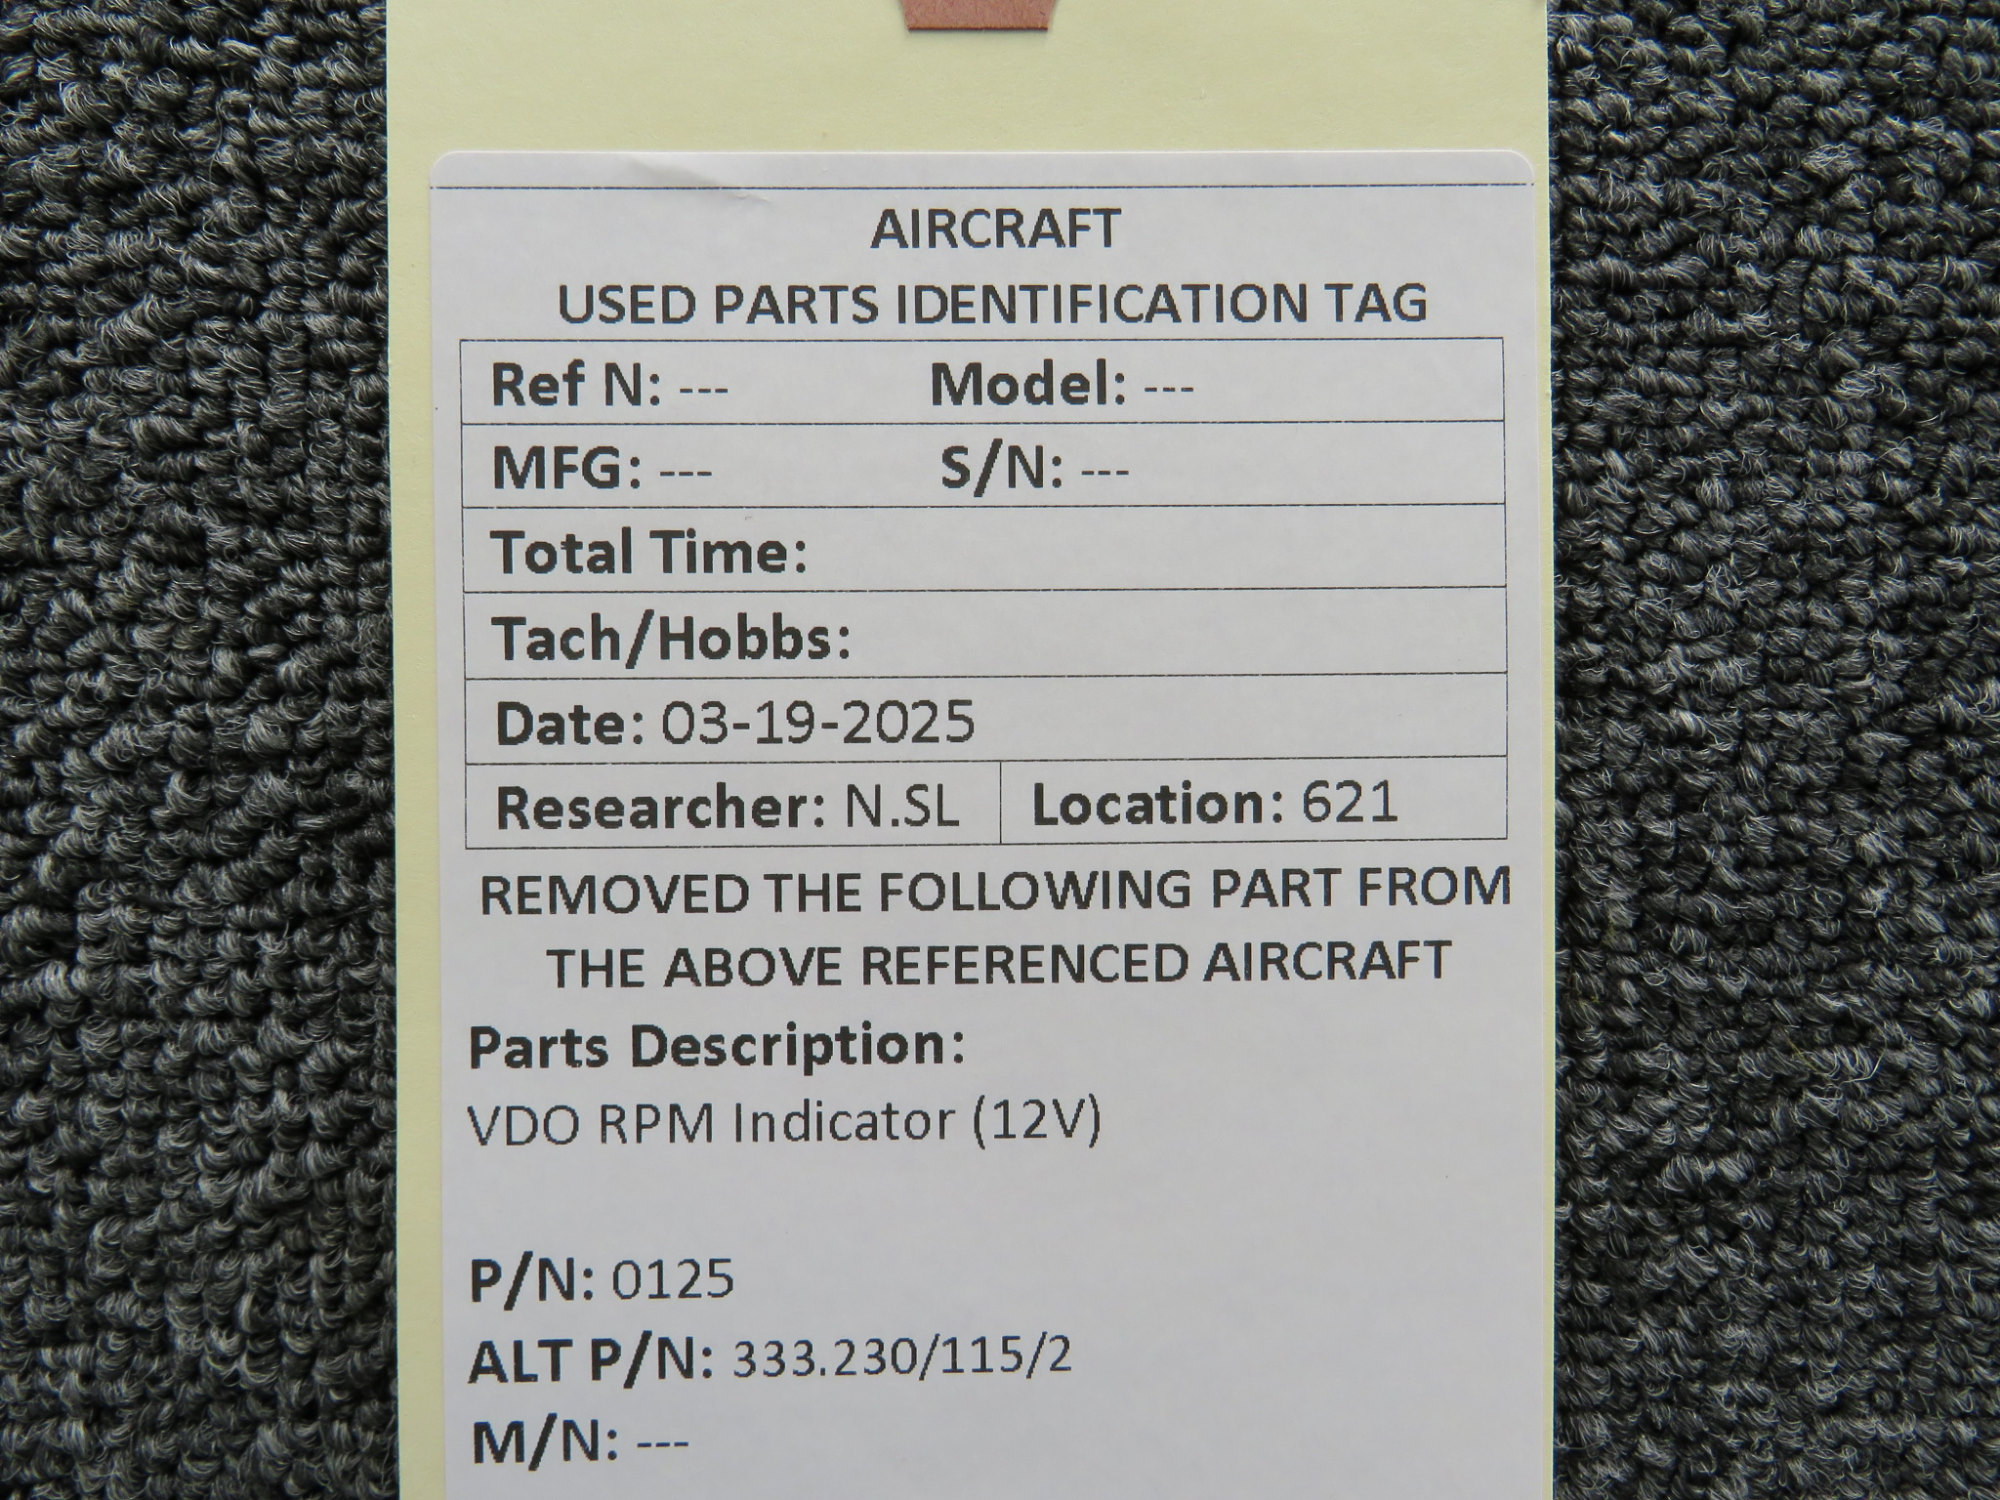 AIRCRAFT
USED PARTS IDENTIFICATION TAG
Ref N: --- Model: ---
MFG: --- S/N: ---
Total Time:
Tach/Hobbs:
Date: 03-19-2025
Researcher: N.SL Location: 621
REMOVED THE FOLLOWING PART FROM
THE ABOVE REFERENCED AIRCRAFT
Parts Description:
VDO RPM Indicator (12V)
P/N: 0125
ALT P/N: 333.230/115/2
M/N: ---